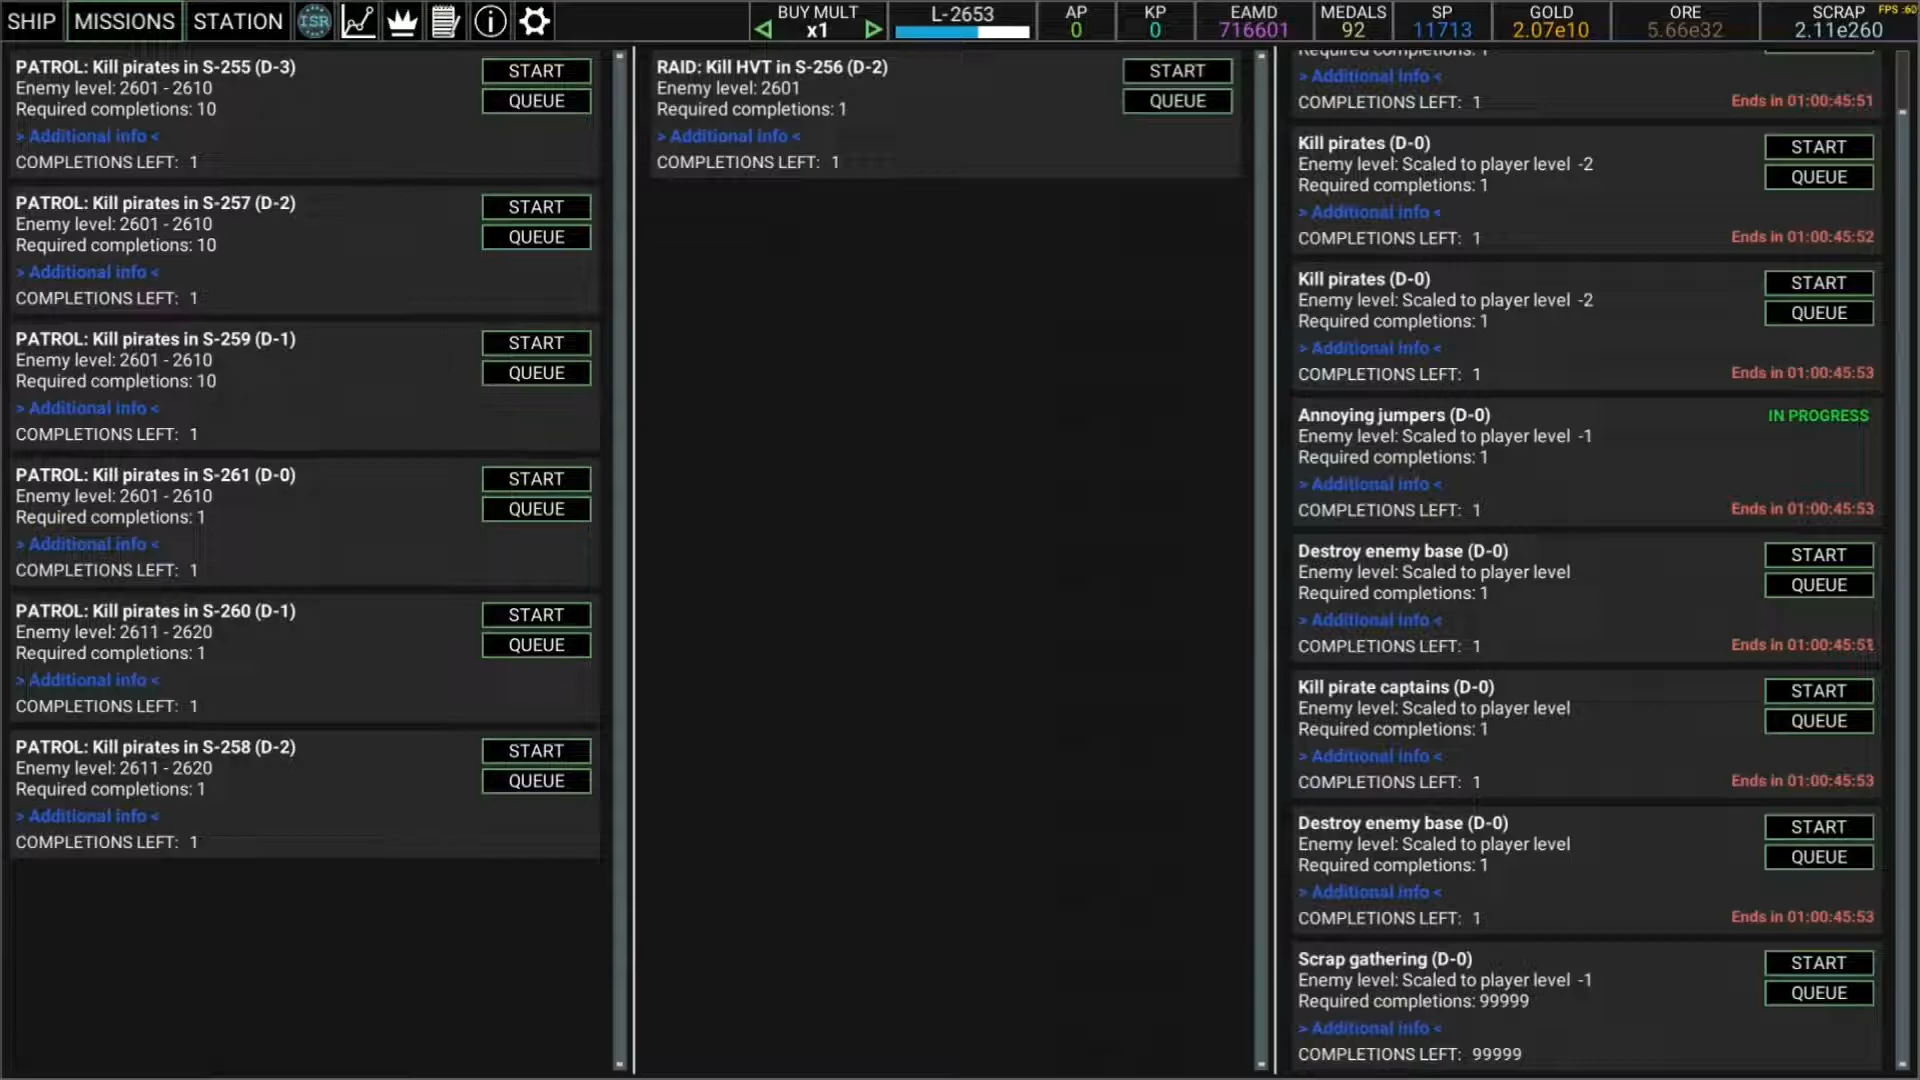 SHIP MISSIONS STATION ISR
BUY MULT
x1
L-2653
AP
0
KP
0
EAMD
716601
MEDALS
92
SP
11713
GOLD
2.07e10
ORE
5.66e32
SCRAP
2.11e260
FPS :60
PATROL: Kill pirates in S-255 (D-3)
Enemy level: 2601 - 2610
Required completions: 10
> Additional info <
COMPLETIONS LEFT: 1
START
QUEUE
PATROL: Kill pirates in S-257 (D-2)
Enemy level: 2601 - 2610
Required completions: 10
> Additional info <
COMPLETIONS LEFT: 1
START
QUEUE
PATROL: Kill pirates in S-259 (D-1)
Enemy level: 2601 - 2610
Required completions: 10
> Additional info <
COMPLETIONS LEFT: 1
START
QUEUE
PATROL: Kill pirates in S-261 (D-0)
Enemy level: 2601 - 2610
Required completions: 1
> Additional info <
COMPLETIONS LEFT: 1
START
QUEUE
PATROL: Kill pirates in S-260 (D-1)
Enemy level: 2611 - 2620
Required completions: 1
> Additional info <
COMPLETIONS LEFT: 1
START
QUEUE
PATROL: Kill pirates in S-258 (D-2)
Enemy level: 2611 - 2620
Required completions: 1
> Additional info <
COMPLETIONS LEFT: 1
START
QUEUE
RAID: Kill HVT in S-256 (D-2)
Enemy level: 2601
Required completions: 1
> Additional info <
COMPLETIONS LEFT: 1
START
QUEUE
Required completions: 1
> Additional info <
COMPLETIONS LEFT: 1
Ends in 01:00:45:51
Kill pirates (D-0)
Enemy level: Scaled to player level -2
Required completions: 1
> Additional info <
COMPLETIONS LEFT: 1
START
QUEUE
Ends in 01:00:45:52
Kill pirates (D-0)
Enemy level: Scaled to player level -2
Required completions: 1
> Additional info <
COMPLETIONS LEFT: 1
START
QUEUE
Ends in 01:00:45:53
Annoying jumpers (D-0)
Enemy level: Scaled to player level -1
Required completions: 1
> Additional info <
COMPLETIONS LEFT: 1
IN PROGRESS
Ends in 01:00:45:53
Destroy enemy base (D-0)
Enemy level: Scaled to player level
Required completions: 1
> Additional info <
COMPLETIONS LEFT: 1
START
QUEUE
Ends in 01:00:45:51
Kill pirate captains (D-0)
Enemy level: Scaled to player level
Required completions: 1
> Additional info <
COMPLETIONS LEFT: 1
START
QUEUE
Ends in 01:00:45:53
Destroy enemy base (D-0)
Enemy level: Scaled to player level
Required completions: 1
> Additional info <
COMPLETIONS LEFT: 1
START
QUEUE
Ends in 01:00:45:53
Scrap gathering (D-0)
Enemy level: Scaled to player level -1
Required completions: 99999
> Additional info <
COMPLETIONS LEFT: 99999
START
QUEUE